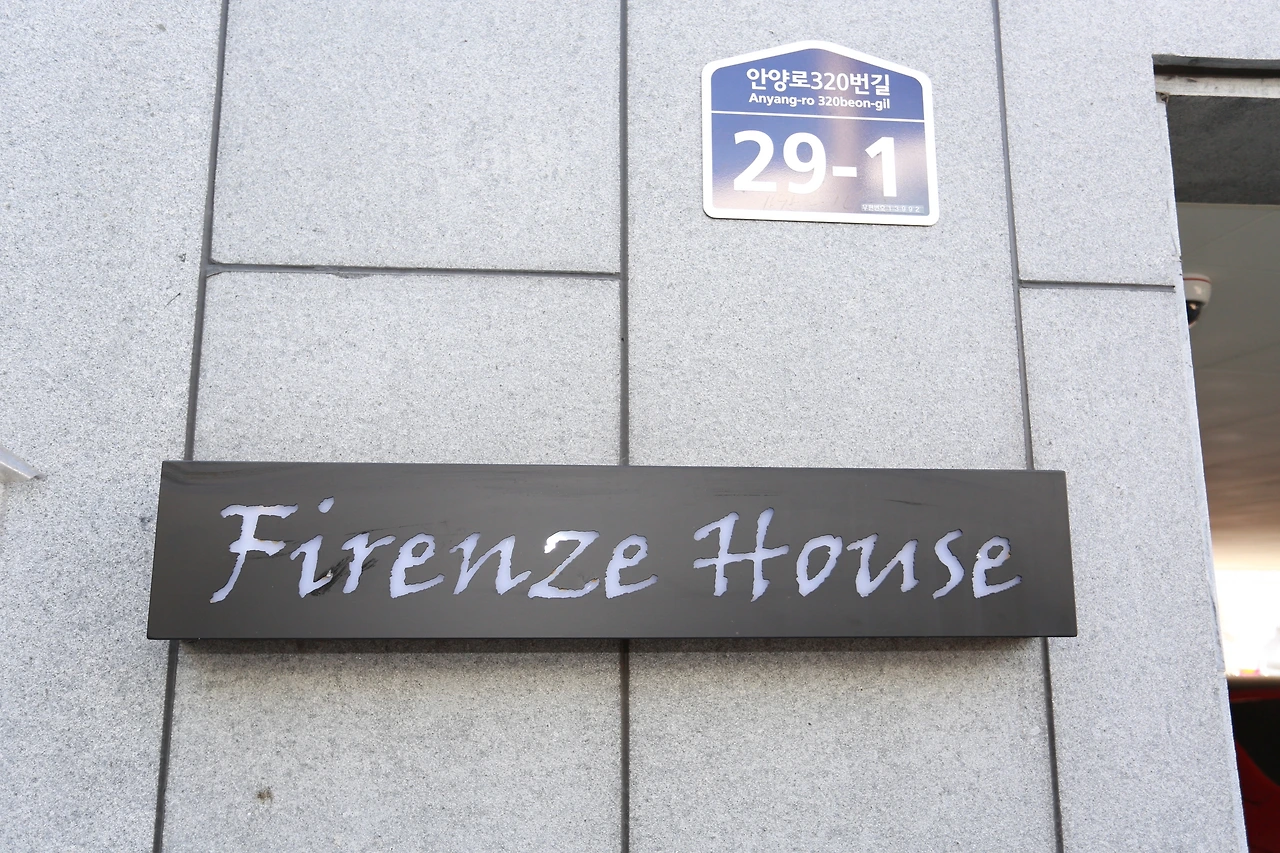 안양로320번길
Anyang-ro 320beon-gil
29-1
Firenze House